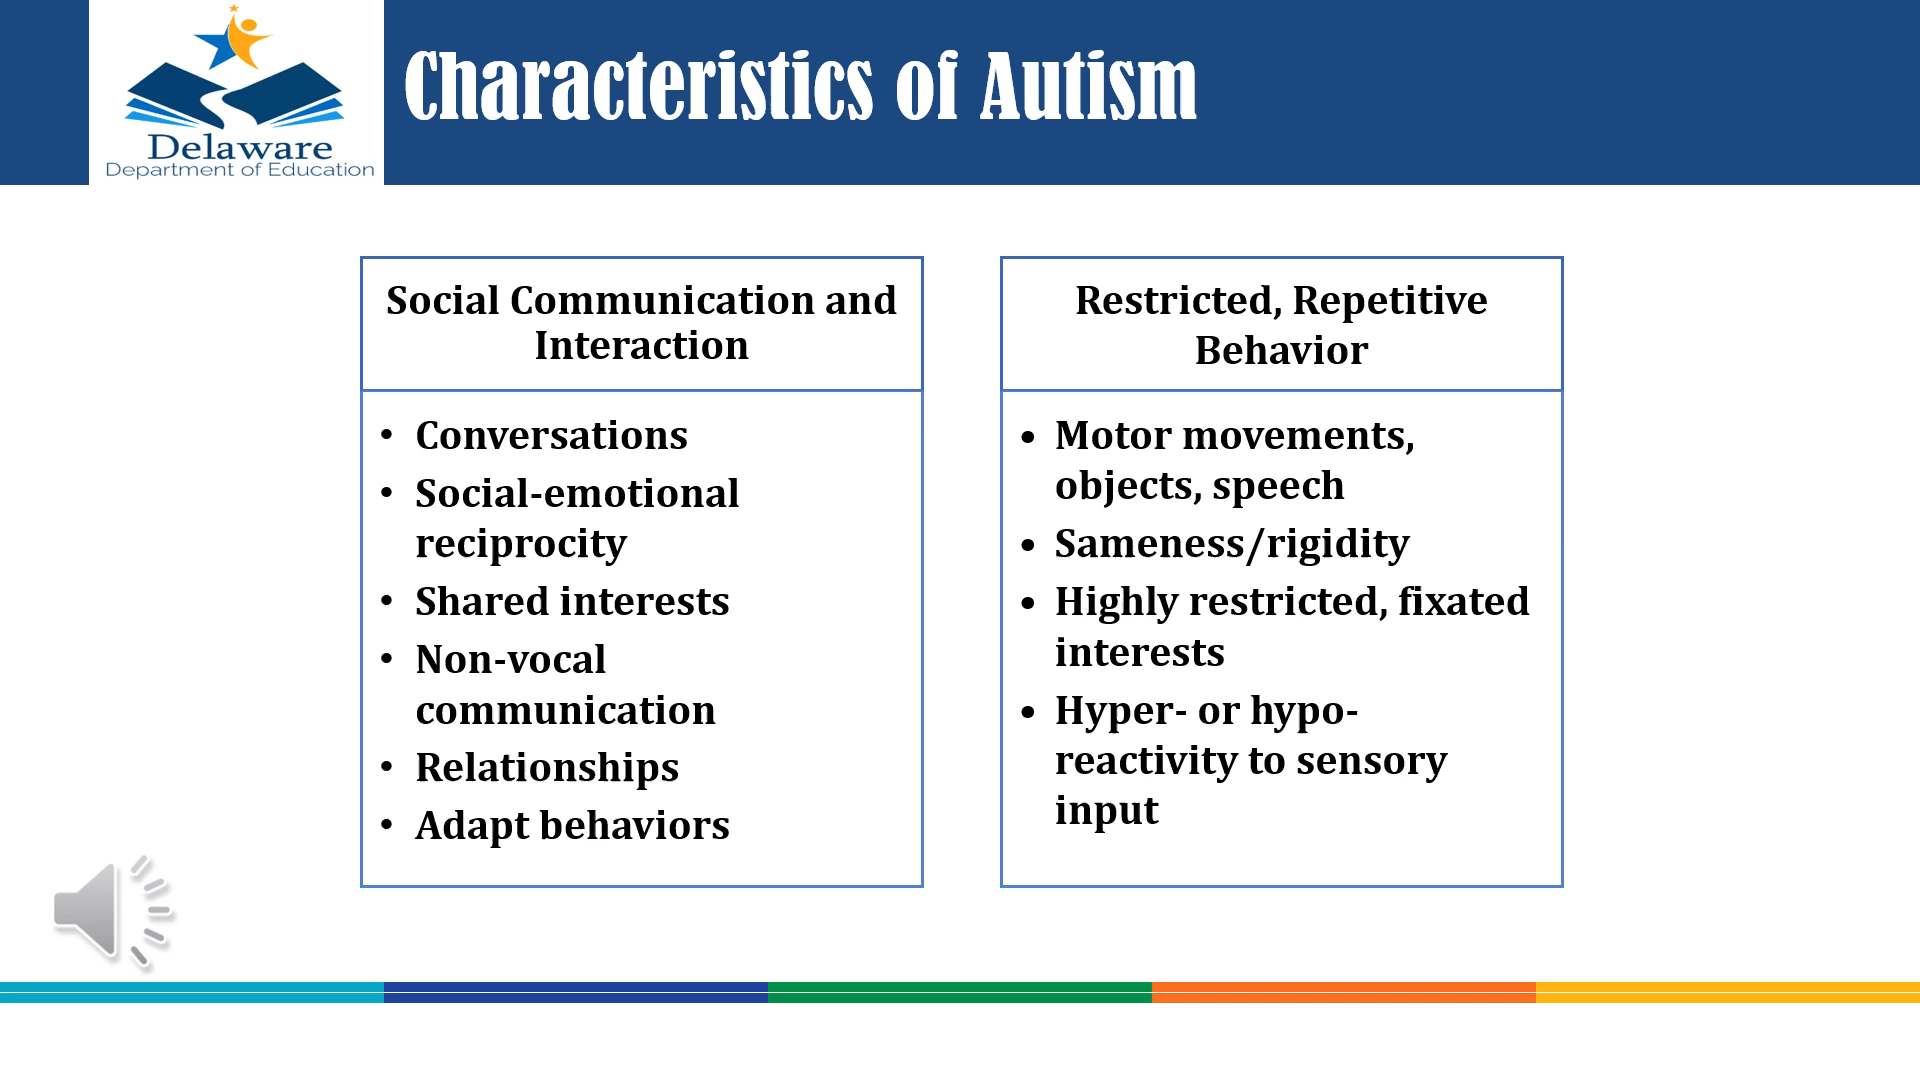 Delaware
Department of Education
Characteristics of Autism
Social Communication and
Interaction
• Conversations
• Social-emotional
reciprocity
• Shared interests
• Non-vocal
communication
• Relationships
• Adapt behaviors
Restricted, Repetitive
Behavior
• Motor movements,
objects, speech
• Sameness/rigidity
• Highly restricted, fixated
interests
• Hyper- or hypo-
reactivity to sensory
input